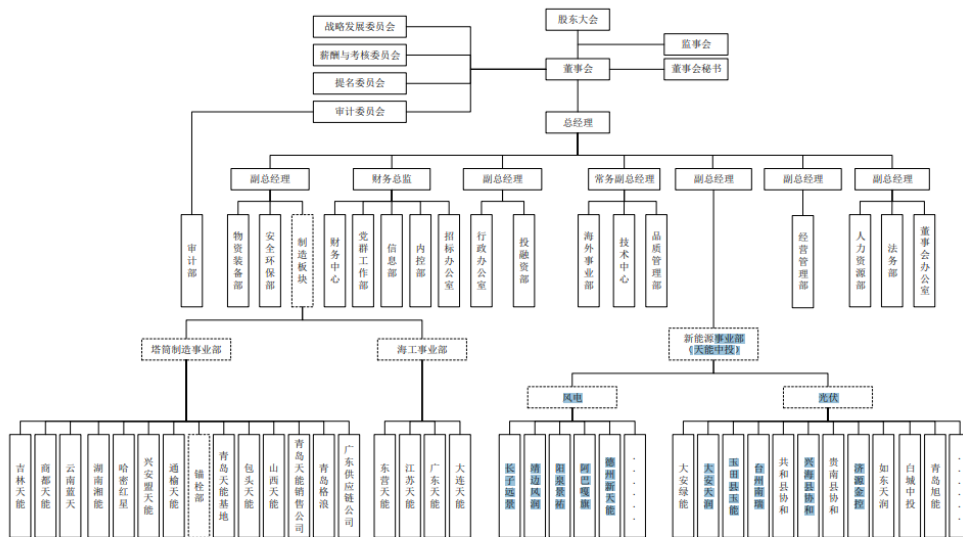 股东大会
战略发展委员会
监事会
薪酬与考核委员会
董事会
董事会秘书
提名委员会
审计委员会
总经理
副总经理
财务总监
副总经理
常务副总经理
副总经理
副总经理
副总经理
审计部
物资装备部
安全环保部
制造板块
财务中心
党群工作部
信息部
内控部
招标办公室
行政办公室
投融资部
海外事业部
技术中心
品质管理部
经营管理部
人力资源部
法务部
董事会办公室
塔筒制造事业部
海工事业部
新能源事业部
（天能中投）
风电
光伏
吉林天能
商都天能
云南蓝天
湖南湘能
哈密红星
兴安盟天能
通榆天能
锚栓部
青岛天能基地
包头天能
山西天能
青岛天能销售公司
青岛格浪
广东供应链公司
东营天能
江苏天能
广东天能
大连天能
长子远景
靖边风润
阳泉景祐
阿巴嘎旗
德州新天能
......
大安绿能
大安天润
玉田县玉能
台州南瑞
共和县协和
兴海县协和
贵南县协和
济源金控
如东天润
白城中投
青岛旭能
......